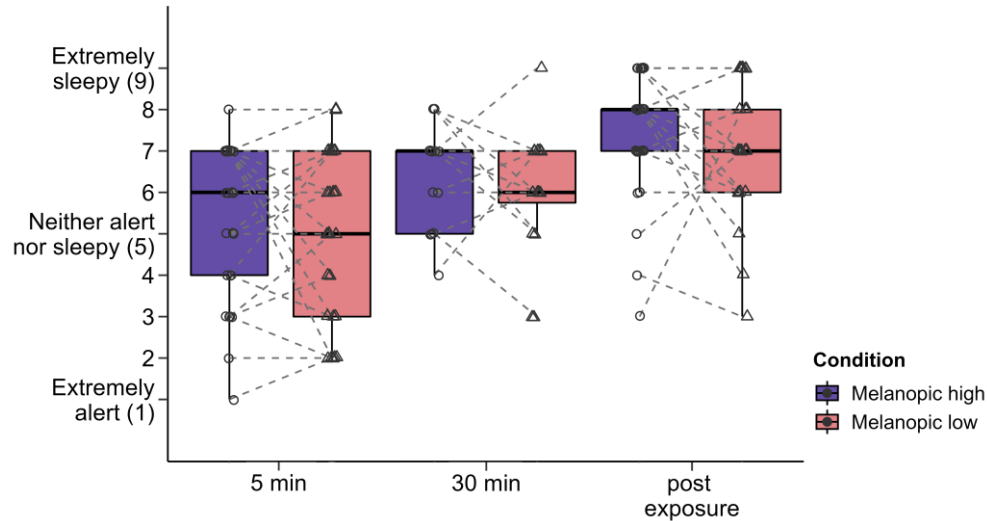 Extremely
sleepy (9)
8
7
6
Neither alert
nor sleepy (5)
4
3
2
Extremely
alert (1)
5 min
30 min
post
exposure
Condition
Melanopic high
Melanopic low